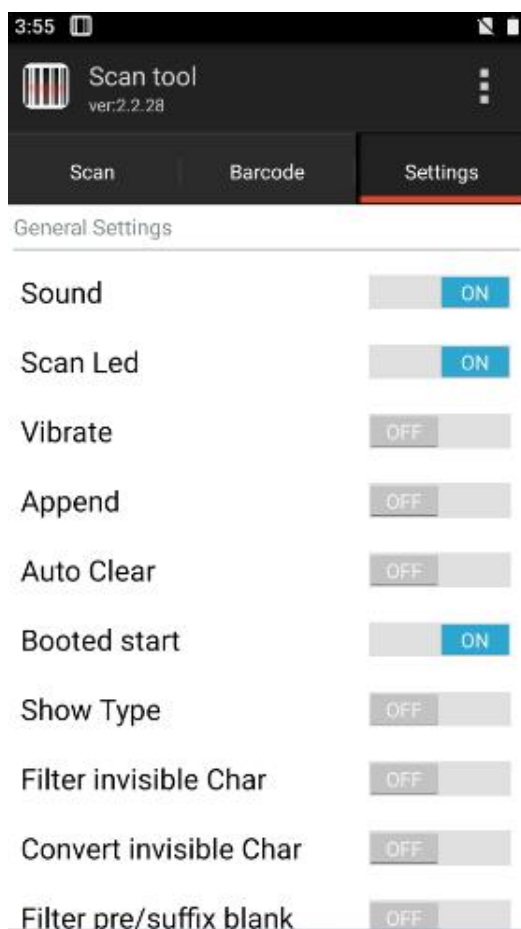 3:55
Scan tool
ver:2.2.28
Scan Barcode Settings
General Settings
Sound ON
Scan Led ON
Vibrate OFF
Append OFF
Auto Clear OFF
Booted start ON
Show Type OFF
Filter invisible Char OFF
Convert invisible Char OFF
Filter pre/suffix blank OFF